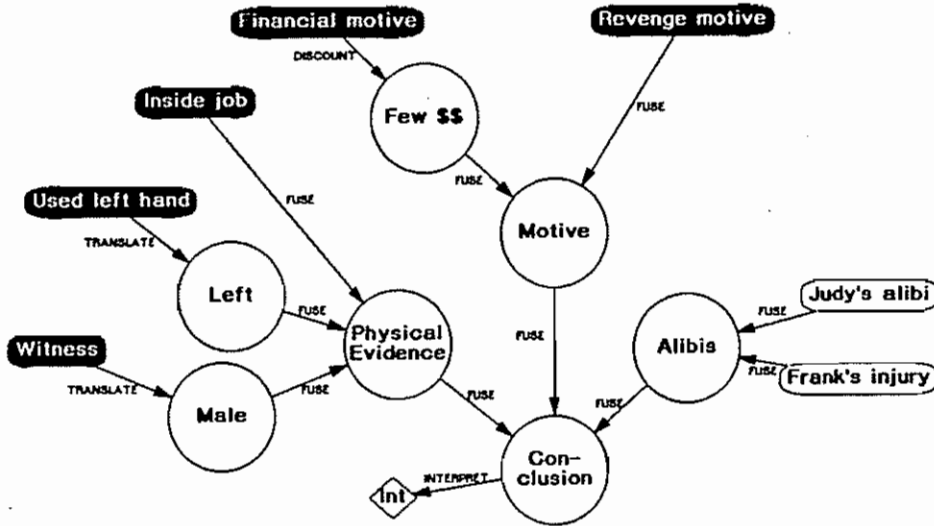 Financial motive
Revenge motive
DISCOUNT
Inside job
Few $$
FUSE
FUSE
FUSE
Used left hand
TRANSLATE
Motive
Left
FUSE
Judy's alibi
FUSE
Physical
Evidence
FUSE
Alibis
Witness
TRANSLATE
FUSE
FUSE
Frank's injury
Male
FUSE
FUSE
Con-
clusion
INTERPRET
Int